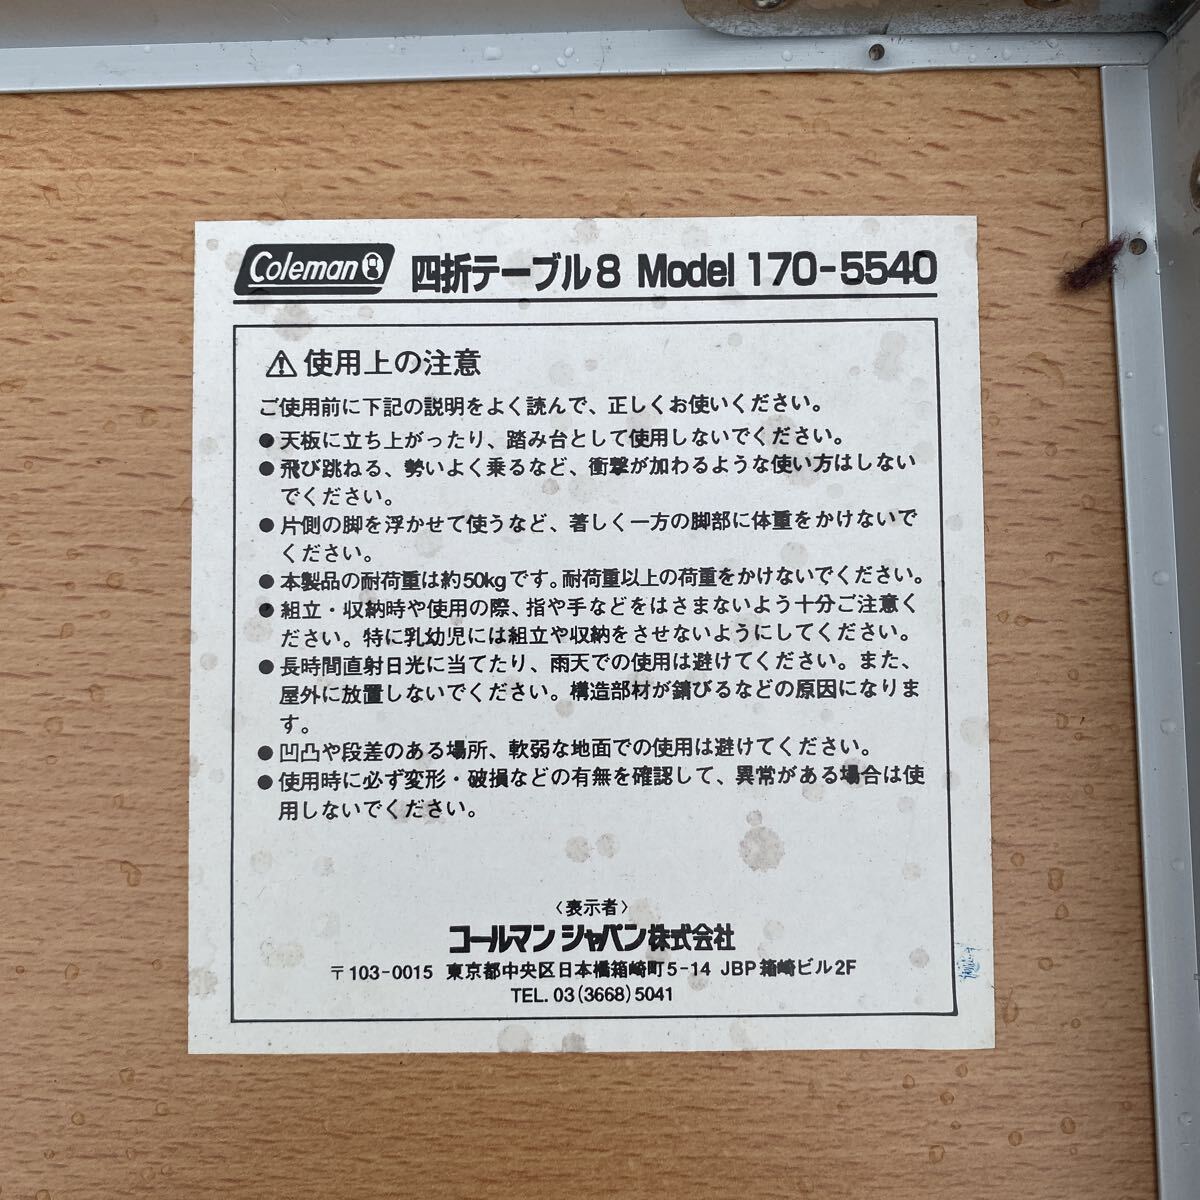 Coleman 四折テーブル8 Model 170-5540
⚠使用上の注意
ご使用前に下記の説明をよく読んで、正しくお使いください。
●天板に立ち上がったり、踏み台として使用しないでください。
●飛び跳ねる、勢いよく乗るなど、衝撃が加わるような使い方はしない
でください。
●片側の脚を浮かせて使うなど、著しく一方の脚部に体重をかけないで
ください。
●本製品の耐荷重は約50kgです。耐荷重以上の荷重をかけないでください。
●組立・収納時や使用の際、指や手などをはさまないよう十分ご注意く
ださい。特に乳幼児には組立や収納をさせないようにしてください。
●長時間直射日光に当てたり、雨天での使用は避けてください。また、
屋外に放置しないでください。構造部材が錆びるなどの原因になりま
す。
●凹凸や段差のある場所、軟弱な地面での使用は避けてください。
●使用時に必ず変形・破損などの有無を確認して、異常がある場合は使
用しないでください。
〈表示者〉
コールマン ジャパン株式会社
〒103-0015 東京都中央区日本橋箱崎町5-14 JBP箱崎ビル2F
TEL. 03(3668)5041